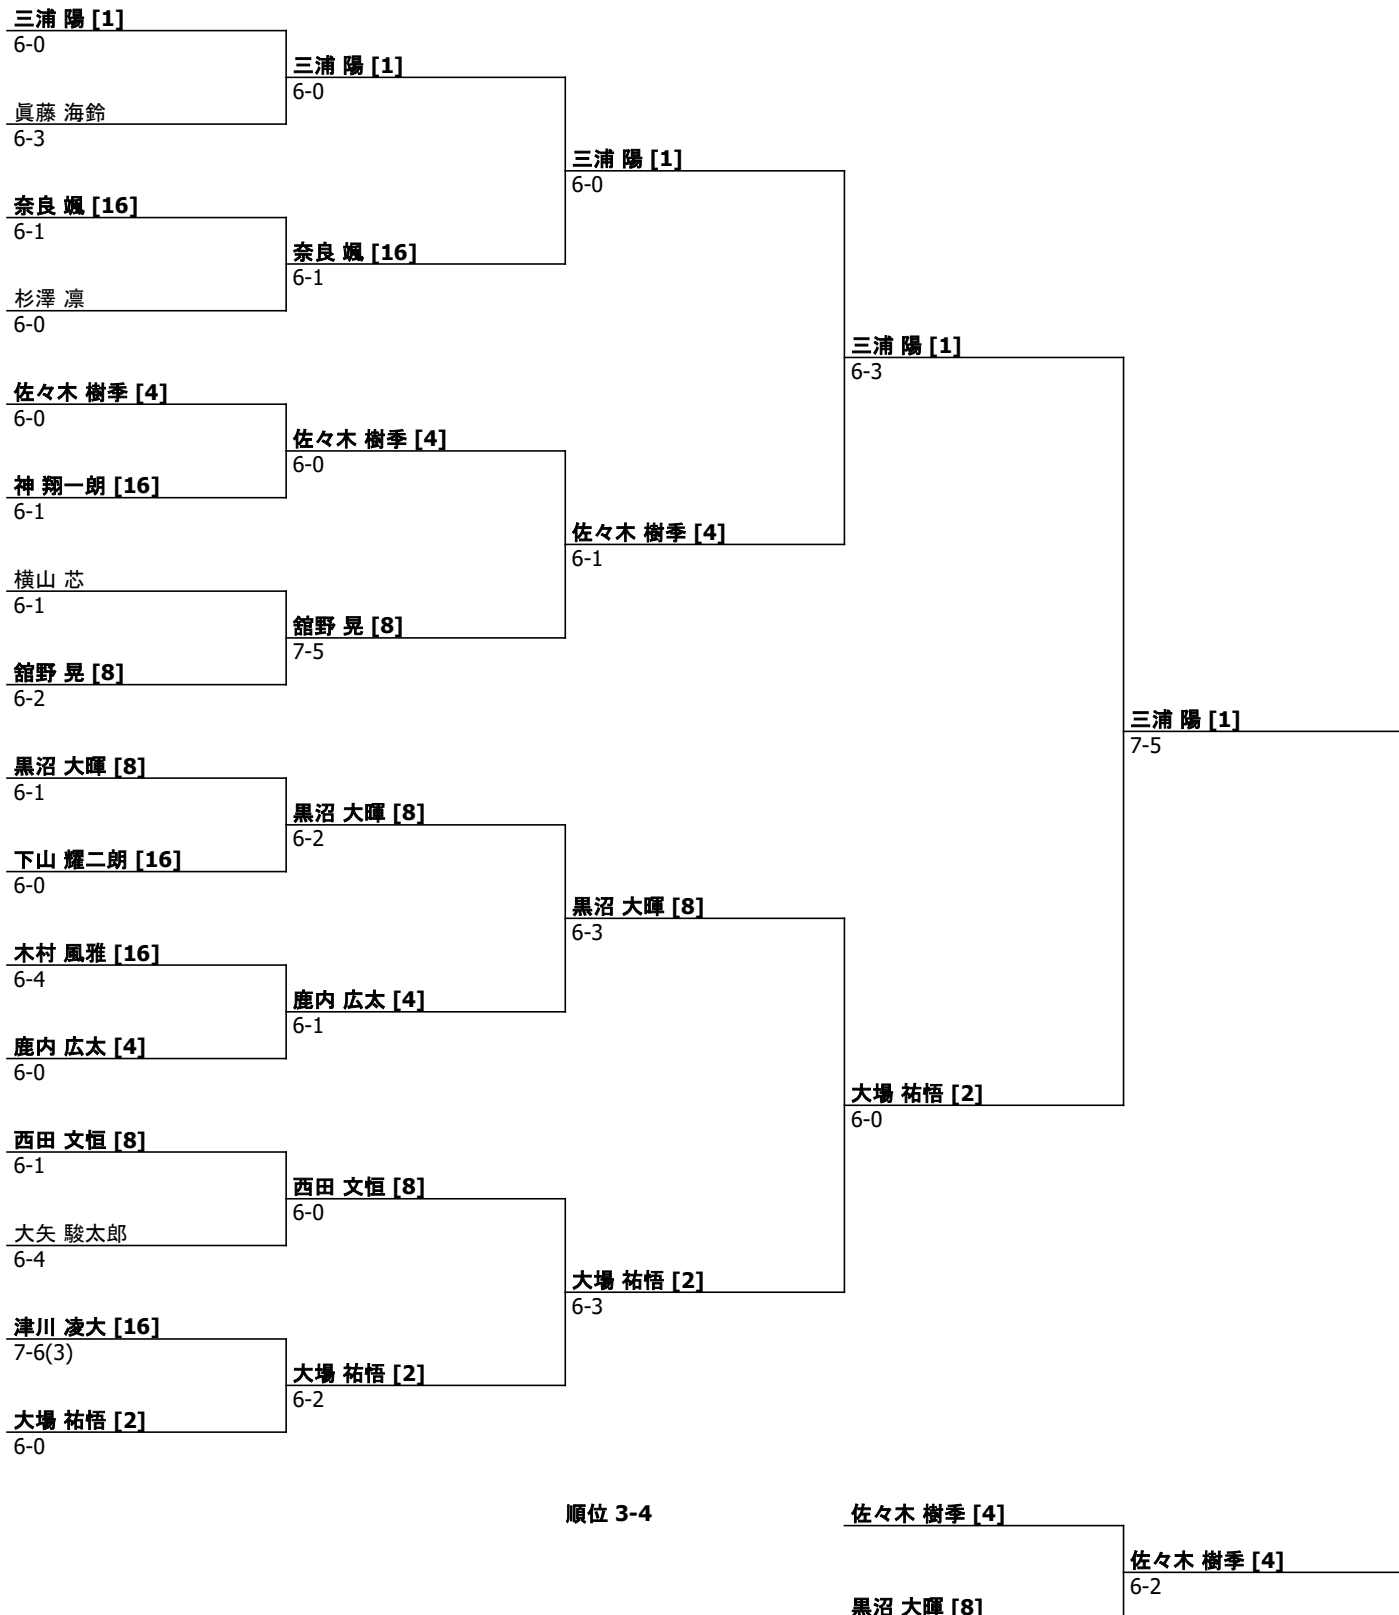 三浦 陽 [1]
6-0
眞藤 海鈴
6-3
奈良 颯 [16]
6-1
杉澤 凛
6-0
佐々木 樹季 [4]
6-0
神 翔一朗 [16]
6-1
横山 芯
6-1
舘野 晃 [8]
6-2
黒沼 大暉 [8]
6-1
下山 耀二朗 [16]
6-0
木村 風雅 [16]
6-4
鹿内 広太 [4]
6-0
西田 文恒 [8]
6-1
大矢 駿太郎
6-4
津川 凌大 [16]
7-6(3)
大場 祐悟 [2]
6-0
三浦 陽 [1]
6-0
奈良 颯 [16]
6-1
佐々木 樹季 [4]
6-0
舘野 晃 [8]
7-5
黒沼 大暉 [8]
6-2
鹿内 広太 [4]
6-1
西田 文恒 [8]
6-0
大場 祐悟 [2]
6-2
三浦 陽 [1]
6-0
佐々木 樹季 [4]
6-1
黒沼 大暉 [8]
6-3
大場 祐悟 [2]
6-3
三浦 陽 [1]
6-3
大場 祐悟 [2]
6-0
三浦 陽 [1]
7-5
順位 3-4
佐々木 樹季 [4]
黒沼 大暉 [8]
佐々木 樹季 [4]
6-2